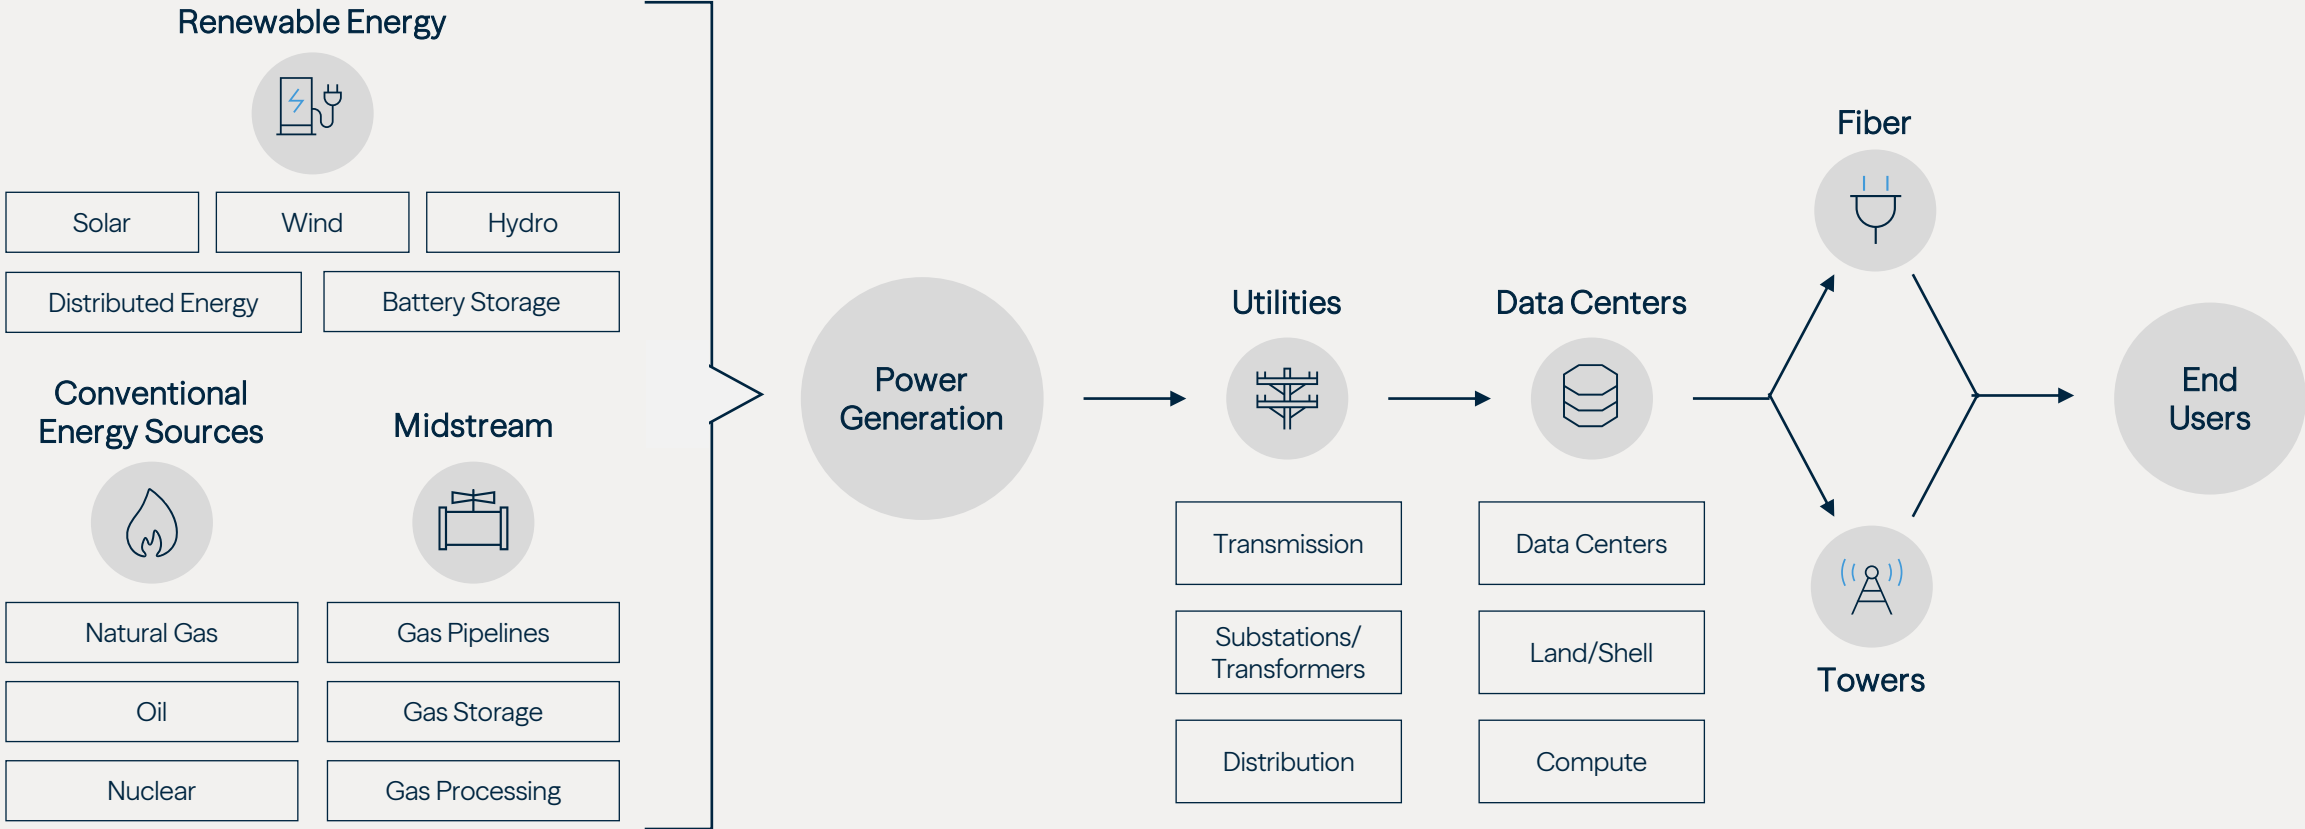 Renewable Energy
Solar
Wind
Hydro
Distributed Energy
Battery Storage
Conventional
Energy Sources
Natural Gas
Oil
Nuclear
Midstream
Gas Pipelines
Gas Storage
Gas Processing
Power
Generation
Utilities
Transmission
Substations/
Transformers
Distribution
Data Centers
Data Centers
Land/Shell
Compute
Fiber
Towers
End
Users